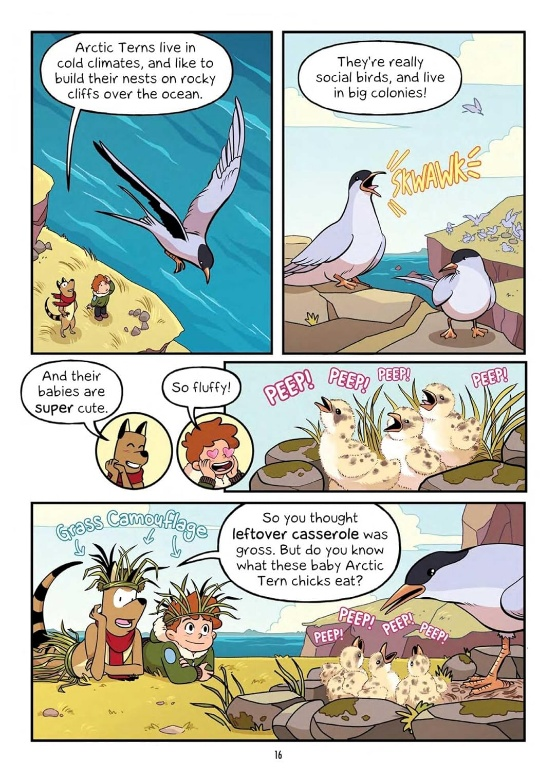 Arctic Terns live in
cold climates, and like to
build their nests on rocky
cliffs over the ocean.
They're really
social birds, and live
in big colonies!
SKWAWK
And their
babies are
super cute.
So fluffy!
PEEP!
PEEP!
PEEP!
PEEP!
Grass Camouflage
So you thought
leftover casserole was
gross. But do you know
what these baby Arctic
Tern chicks eat?
PEEP!
PEEP!
PEEP!
PEEP!
16